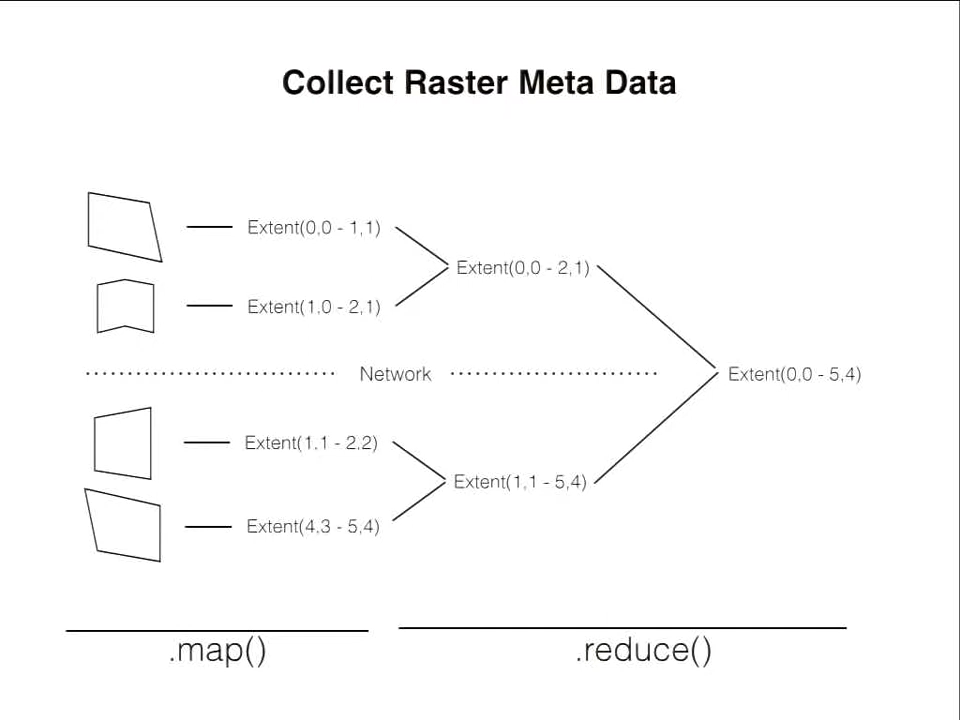 Collect Raster Meta Data
Extent(0,0 - 1,1)
Extent(0,0 - 2,1)
Extent(1,0 - 2,1)
Network
Extent(0,0 - 5,4)
Extent(1,1 - 2,2)
Extent(1,1 - 5,4)
Extent(4,3 - 5,4)
.map()
.reduce()